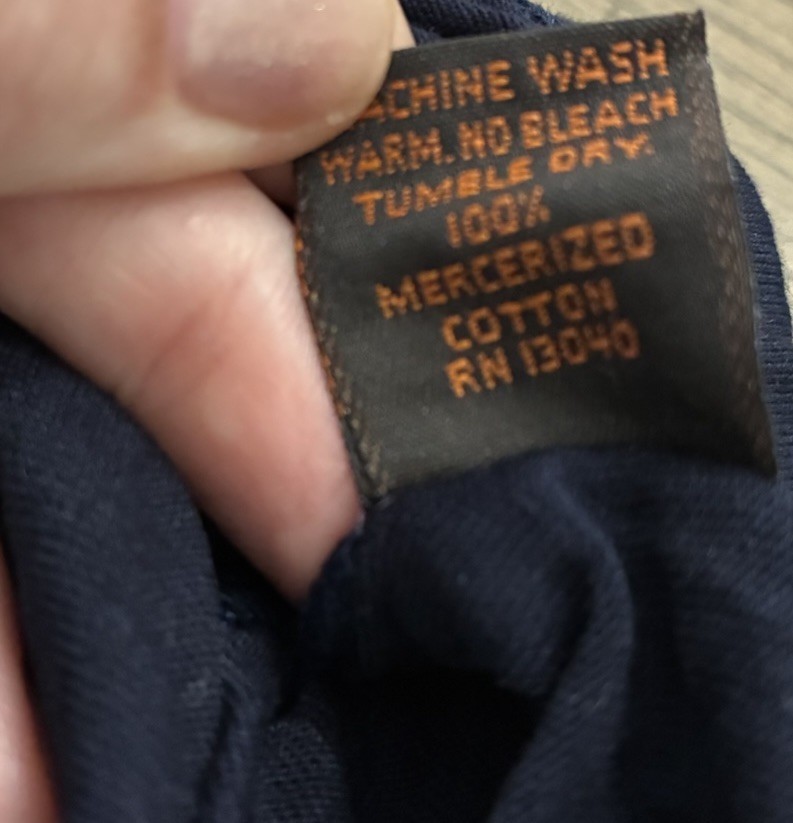 ACHINE WASH
WARM. NO BLEACH
TUMBLE DRY.
100%
MERCERIZED
COTTON
RN 13040